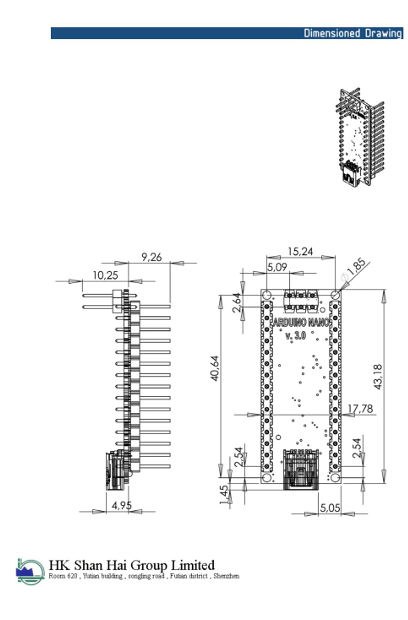 Dimensioned Drawing
9,26
10,25
15,24
5,09
1,85
2,64
ARDUINO NANO
v. 3.0
40,64
43,18
17,78
2,54
2,54
1,45
4,95
5,05
HK Shan Hai Group Limited
Room 620 , Yutian building , songling road , Futian district , Shenzhen